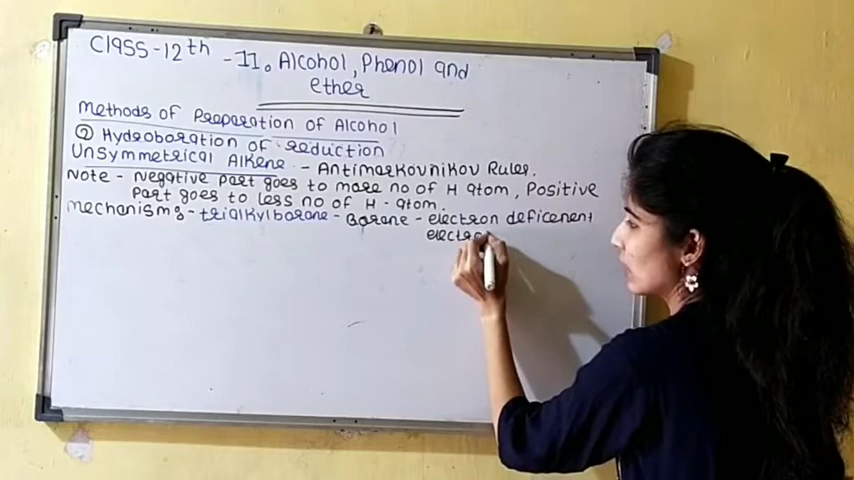 Class-12th -11. Alcohol, Phenol and
ether
Methods of Preparation of Alcohol
② Hydroboration of reduction
Unsymmetrical Alkene - Antimarkovnikov Rules.
Note - Negative part goes to more no of H atom, Positive
Part goes to less no of H - atom.
Mechanisms - trialkylborane - Borane - electron deficenent
electro